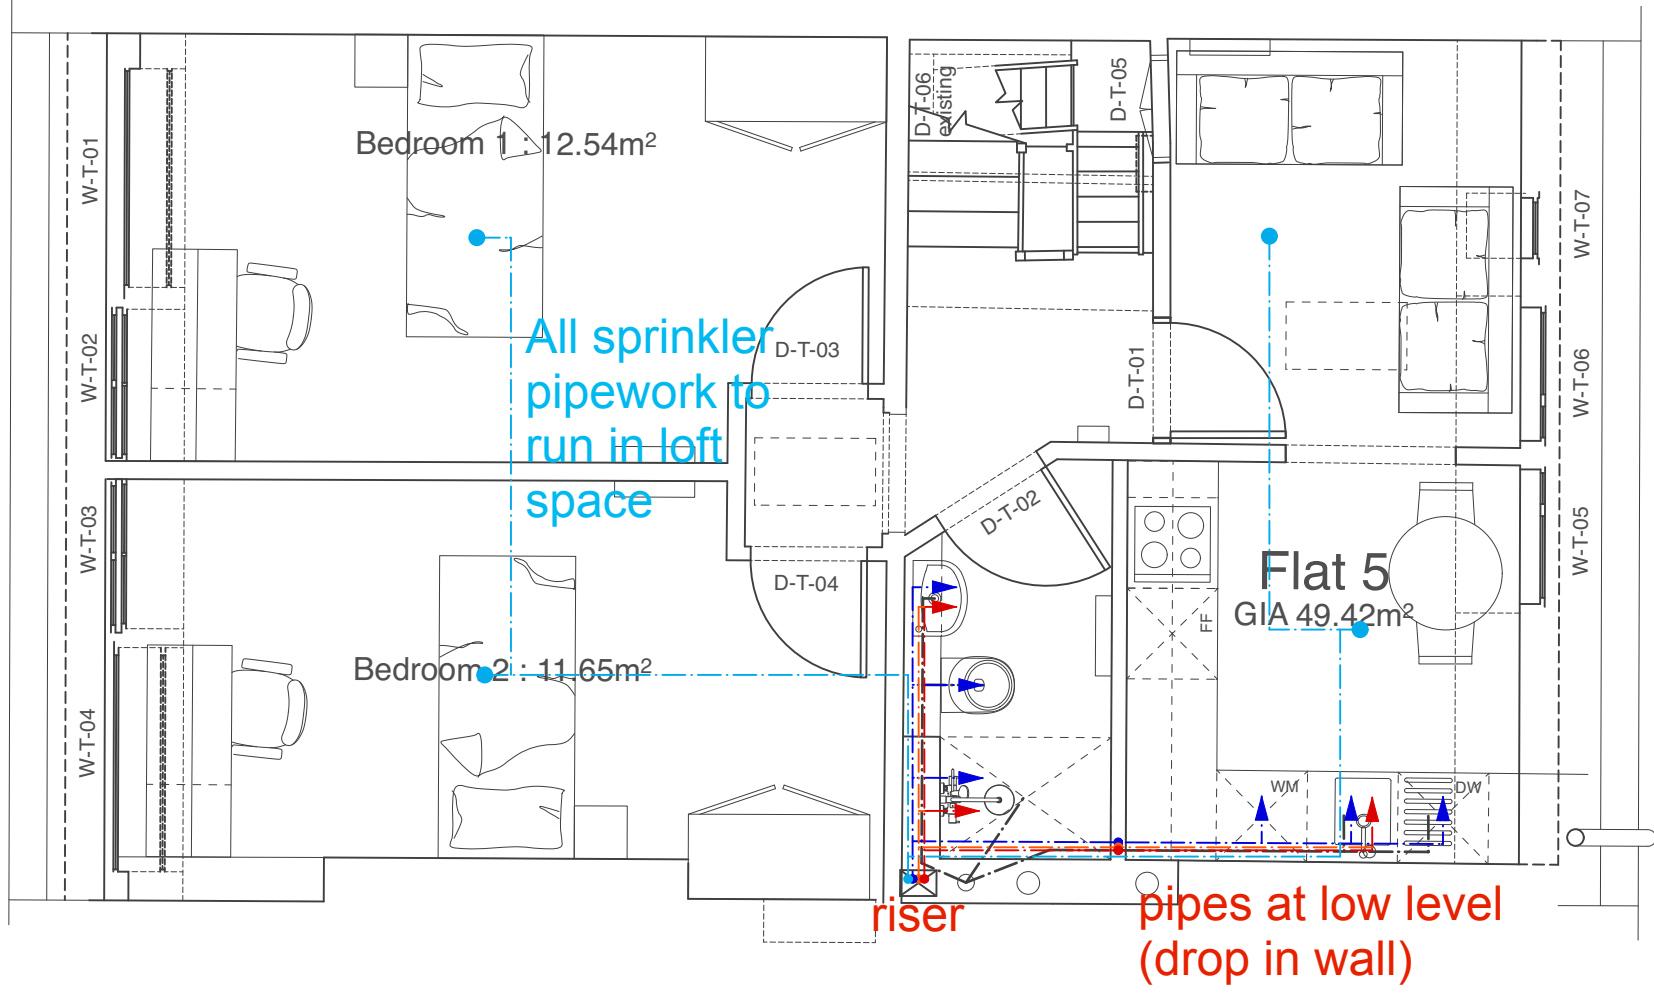 W-T-01
W-T-02
W-T-03
W-T-04
Bedroom 1 : 12.54m²
All sprinkler
pipework to
run in loft
space
D-T-03
D-T-04
Bedroom 2 : 11.65m²
D-T-06
existing
D-T-05
D-T-01
D-T-02
W-T-07
W-T-06
W-T-05
Flat 5
GIA 49.42m²
FF
WM
DW
riser
pipes at low level
(drop in wall)